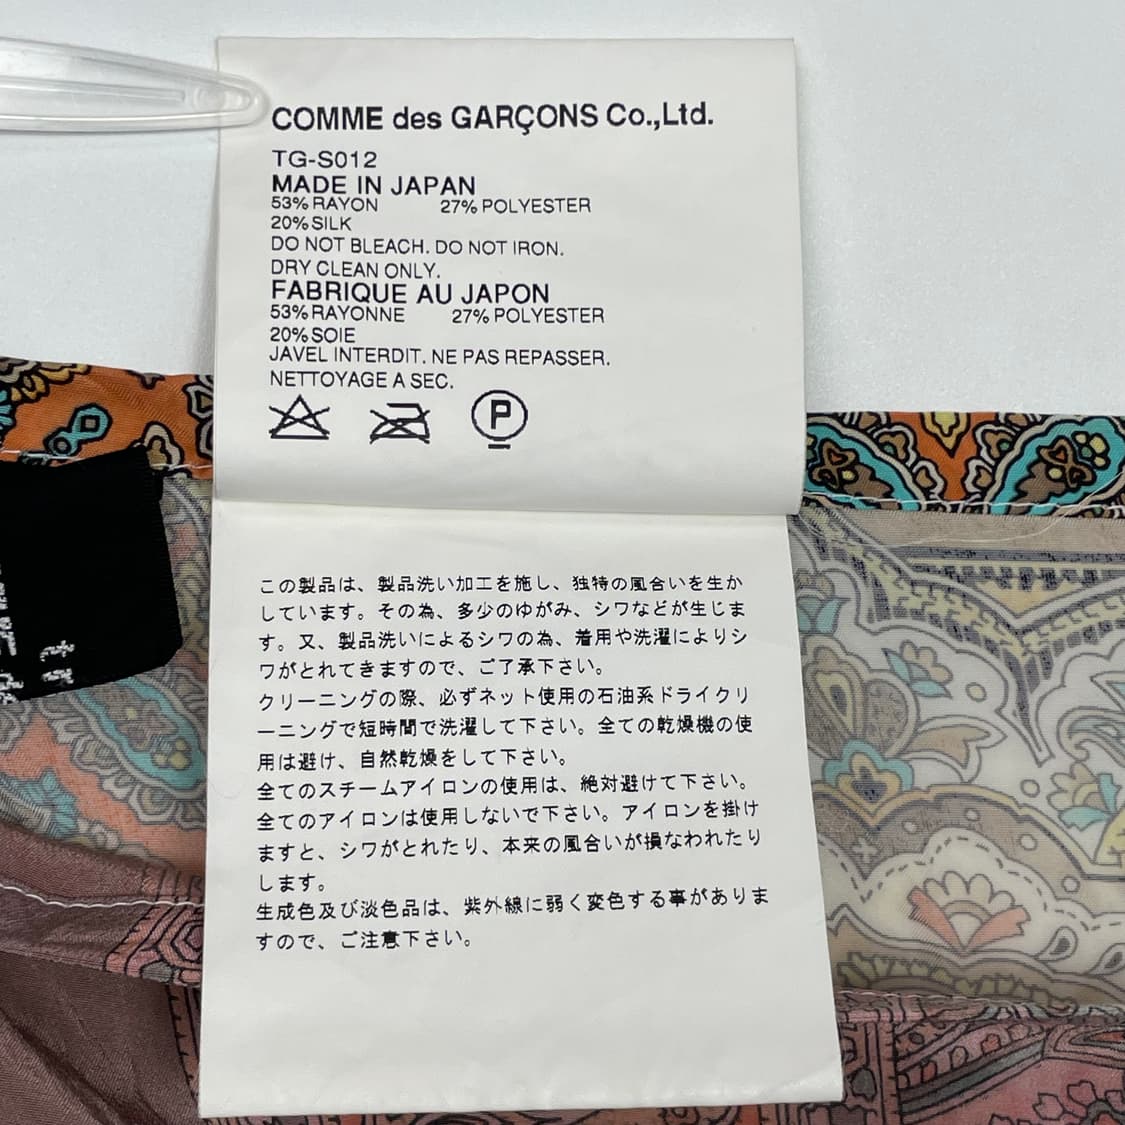 COMME des GARÇONS Co.,Ltd.
TG-S012
MADE IN JAPAN
53% RAYON 27% POLYESTER
20% SILK
DO NOT BLEACH. DO NOT IRON.
DRY CLEAN ONLY.
FABRIQUE AU JAPON
53% RAYONNE 27% POLYESTER
20% SOIE
JAVEL INTERDIT. NE PAS REPASSER.
NETTOYAGE A SEC.
P
この製品は、製品洗い加工を施し、独特の風合いを生か
しています。その為、多少のゆがみ、シワなどが生じま
す。又、製品洗いによるシワの為、着用や洗濯によりシ
ワがとれてきますので、ご了承下さい。
クリーニングの際、必ずネット使用の石油系ドライクリ
ーニングで短時間で洗濯して下さい。全ての乾燥機の使
用は避け、自然乾燥をして下さい。
全てのスチームアイロンの使用は、絶対避けて下さい。
全てのアイロンは使用しないで下さい。アイロンを掛け
ますと、シワがとれたり、本来の風合いが損なわれたり
します。
生成色及び淡色品は、紫外線に弱く変色する事がありま
すので、ご注意下さい。